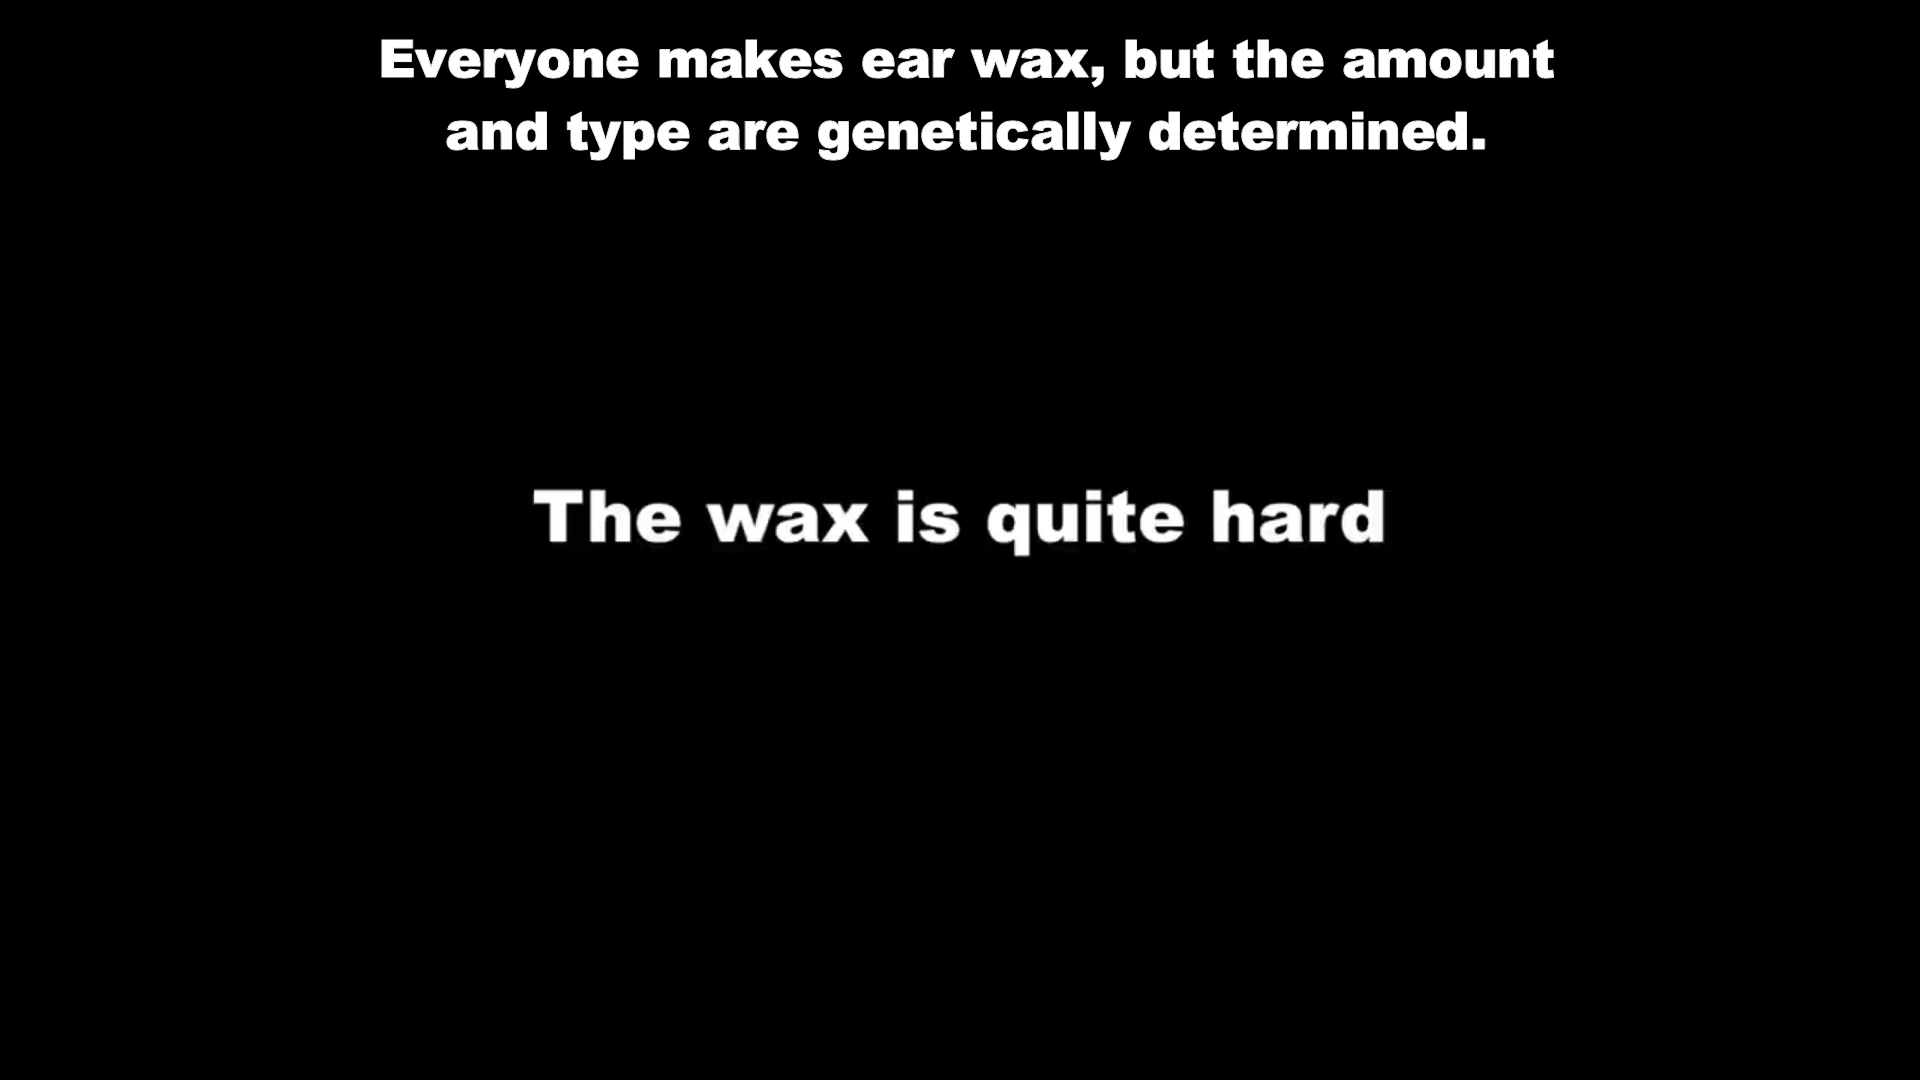 Everyone makes ear wax, but the amount
and type are genetically determined.
The wax is quite hard